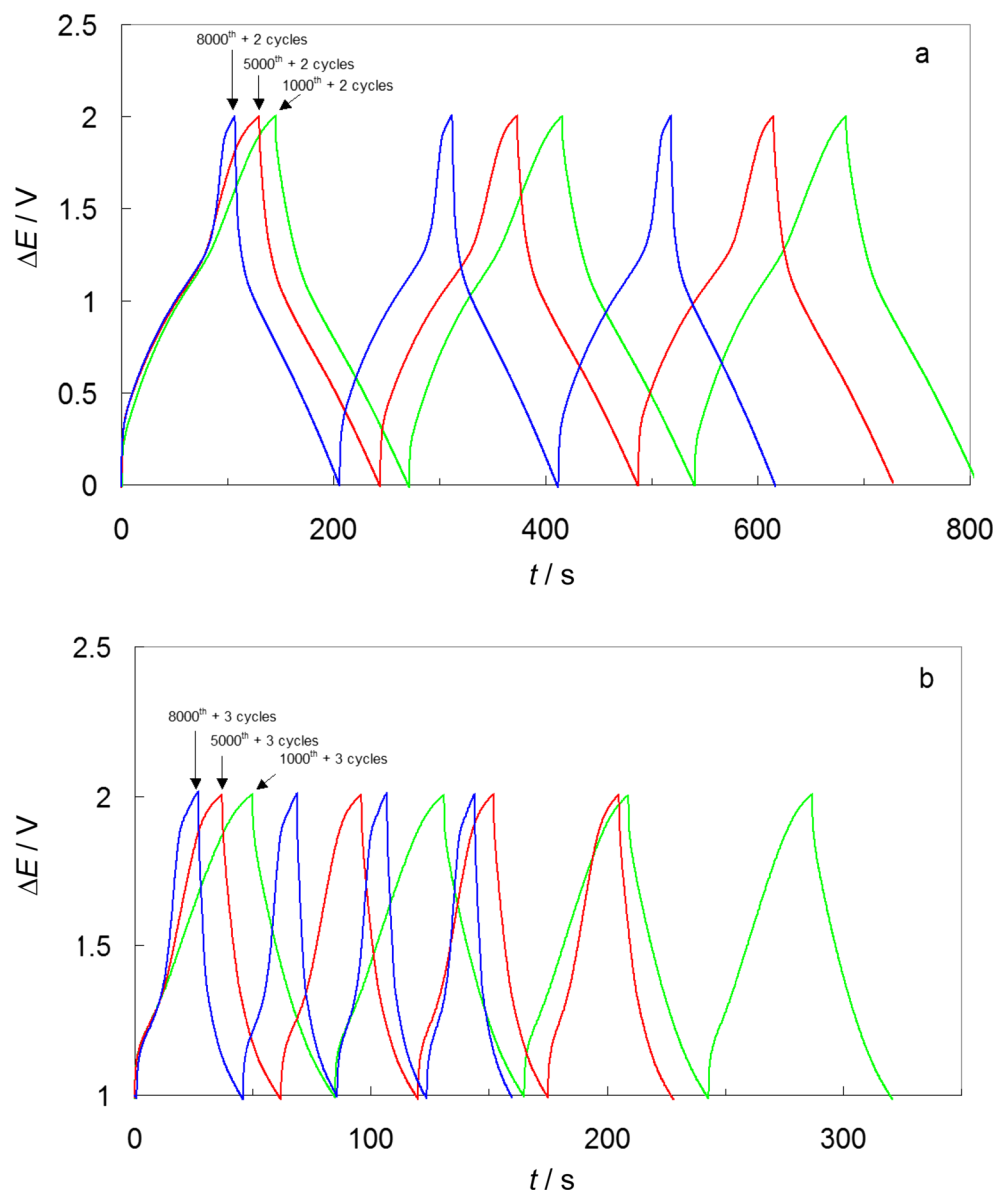 2.5
a
8000th + 2 cycles
5000th + 2 cycles
1000th + 2 cycles
2
1.5
ΔE / V
1
0.5
0
0 200 400 600 800
t / s
2.5
b
8000th + 3 cycles
5000th + 3 cycles
1000th + 3 cycles
2
ΔE / V
1.5
1
0 100 200 300
t / s